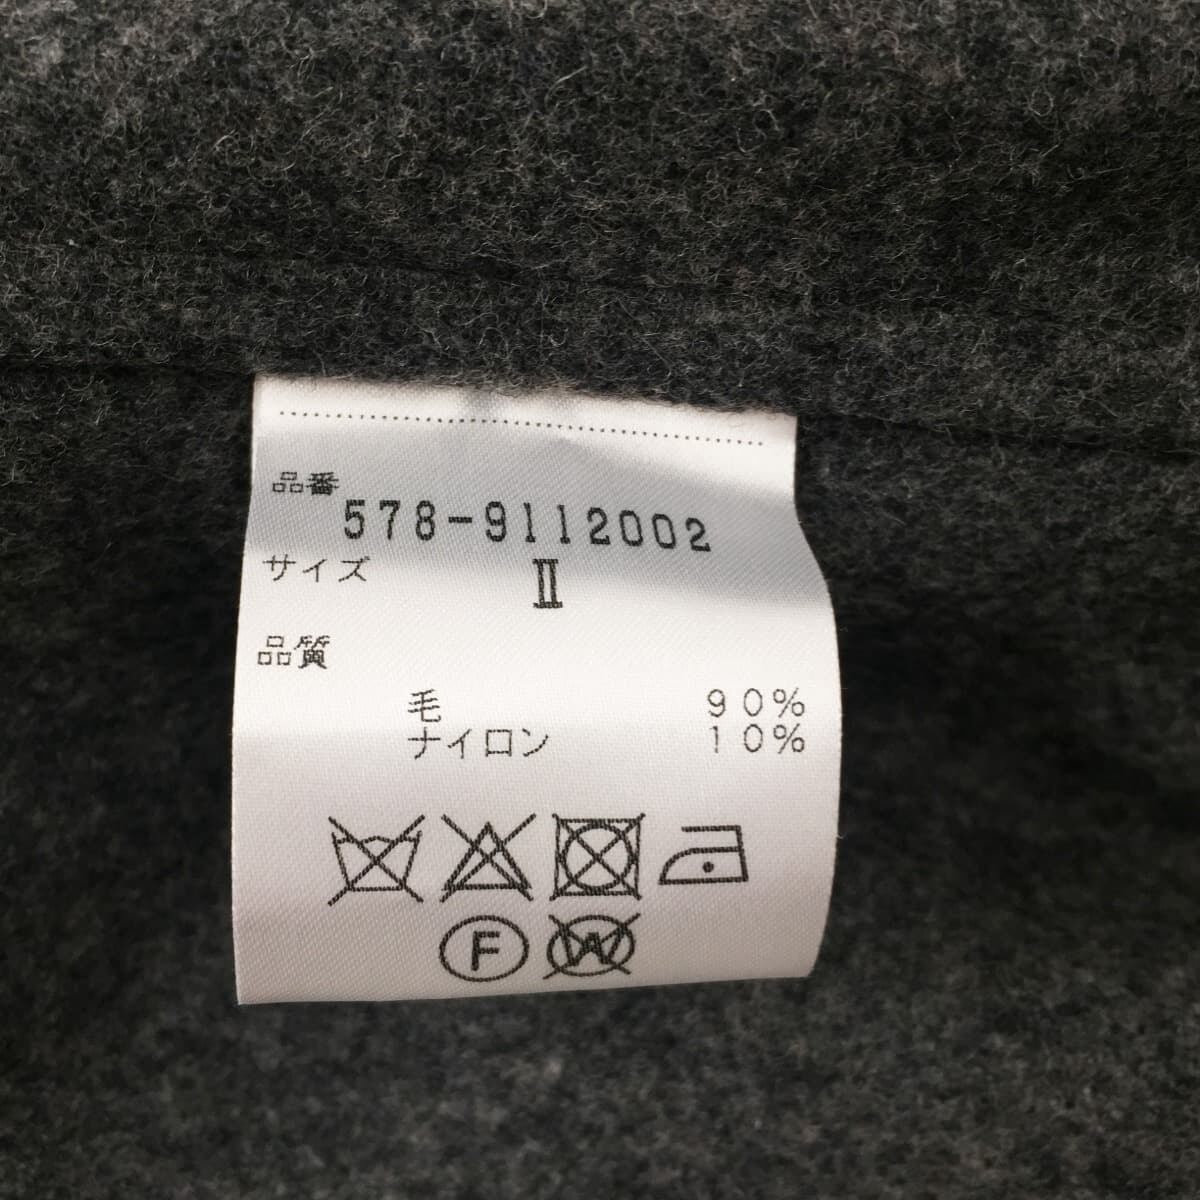 品番
578-9112002
サイズ Ⅱ
品質
毛 90%
ナイロン 10%
F W